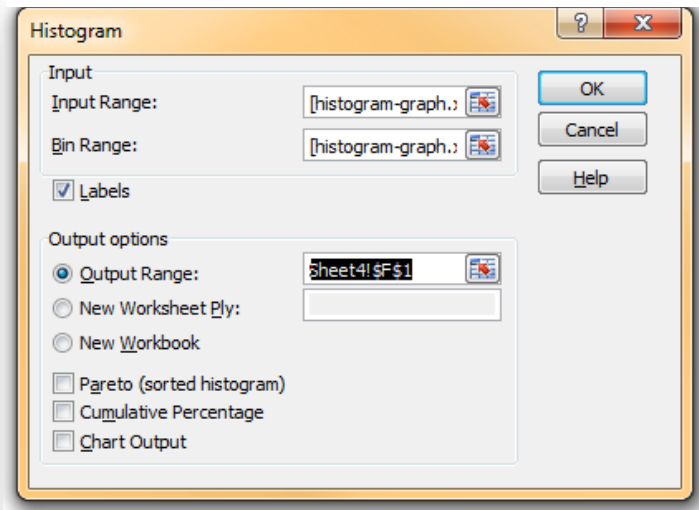 Histogram
Input
Input Range:
[histogram-graph.x
OK
Bin Range:
[histogram-graph.x
Cancel
Labels
Help
Output options
Output Range:
Sheet4!$F$1
New Worksheet Ply:
New Workbook
Pareto (sorted histogram)
Cumulative Percentage
Chart Output